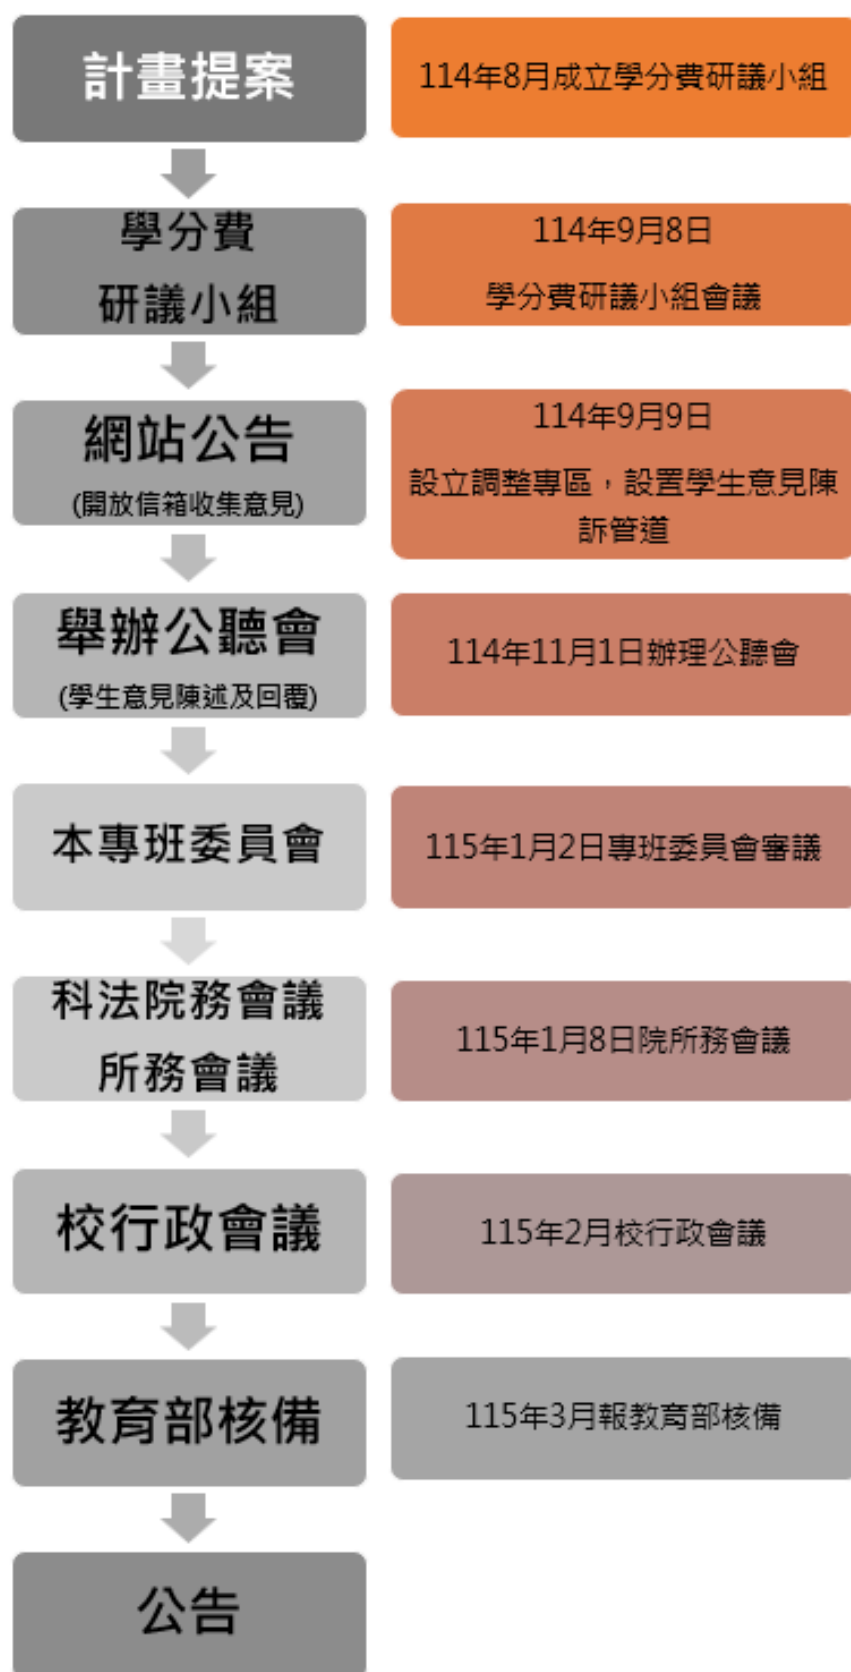 計畫提案
114年8月成立學分費研議小組
學分費
研議小組
114年9月8日
學分費研議小組會議
網站公告
(開放信箱收集意見)
114年9月9日
設立調整專區，設置學生意見陳
訴管道
舉辦公聽會
(學生意見陳述及回覆)
114年11月1日辦理公聽會
本專班委員會
115年1月2日專班委員會審議
科法院務會議
所務會議
115年1月8日院所務會議
校行政會議
115年2月校行政會議
教育部核備
115年3月報教育部核備
公告